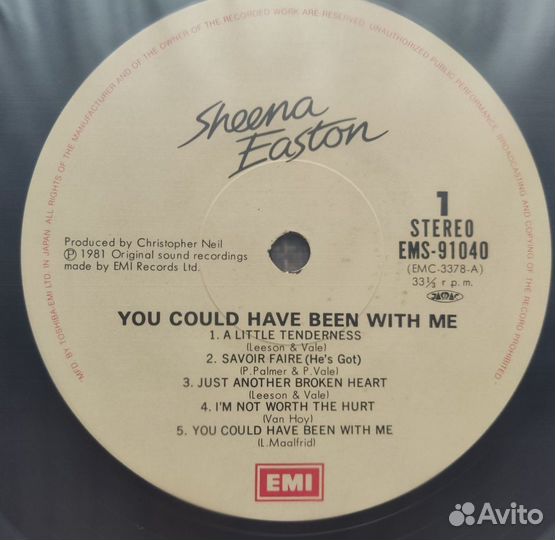 MFD. BY TOSHIBA-EMI LTD. IN JAPAN ALL RIGHTS OF THE MANUFACTURER AND OF THE OWNER OF THE RECORDED WORK ARE RESERVED. UNAUTHORIZED PUBLIC PERFORMANCE, BROADCASTING AND COPYING OF THE RECORD PROHIBITED
Sheena
Easton
1
STEREO
EMS-91040
(EMC-3378-A)
33⅓ r p.m.
Produced by Christopher Neil
Ⓟ 1981 Original sound recordings
made by EMI Records Ltd.
YOU COULD HAVE BEEN WITH ME
1. A LITTLE TENDERNESS
(Leeson & Vale)
2. SAVOIR FAIRE (He's Got)
(P. Palmer & P. Vale)
3. JUST ANOTHER BROKEN HEART
(Leeson & Vale)
4. I'M NOT WORTH THE HURT
(Van Hoy)
5. YOU COULD HAVE BEEN WITH ME
(L. Maalfrid)
EMI
Avito